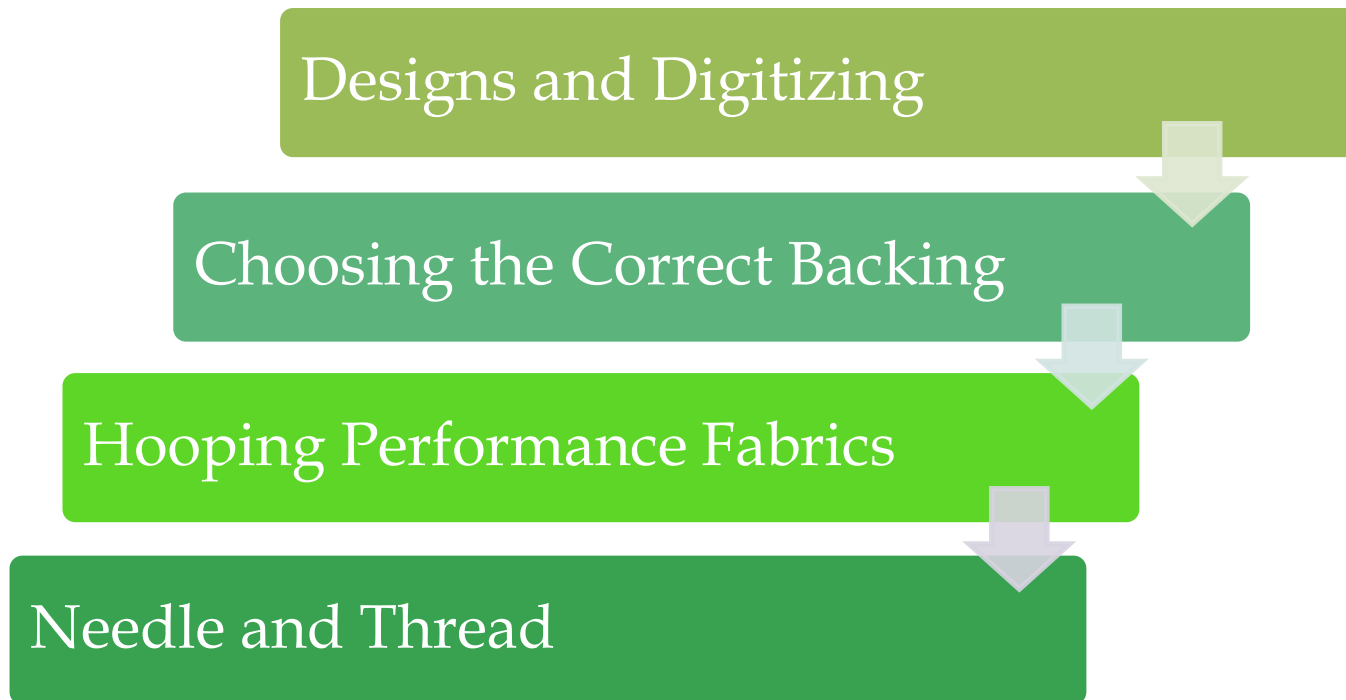 Designs and Digitizing
Choosing the Correct Backing
Hooping Performance Fabrics
Needle and Thread